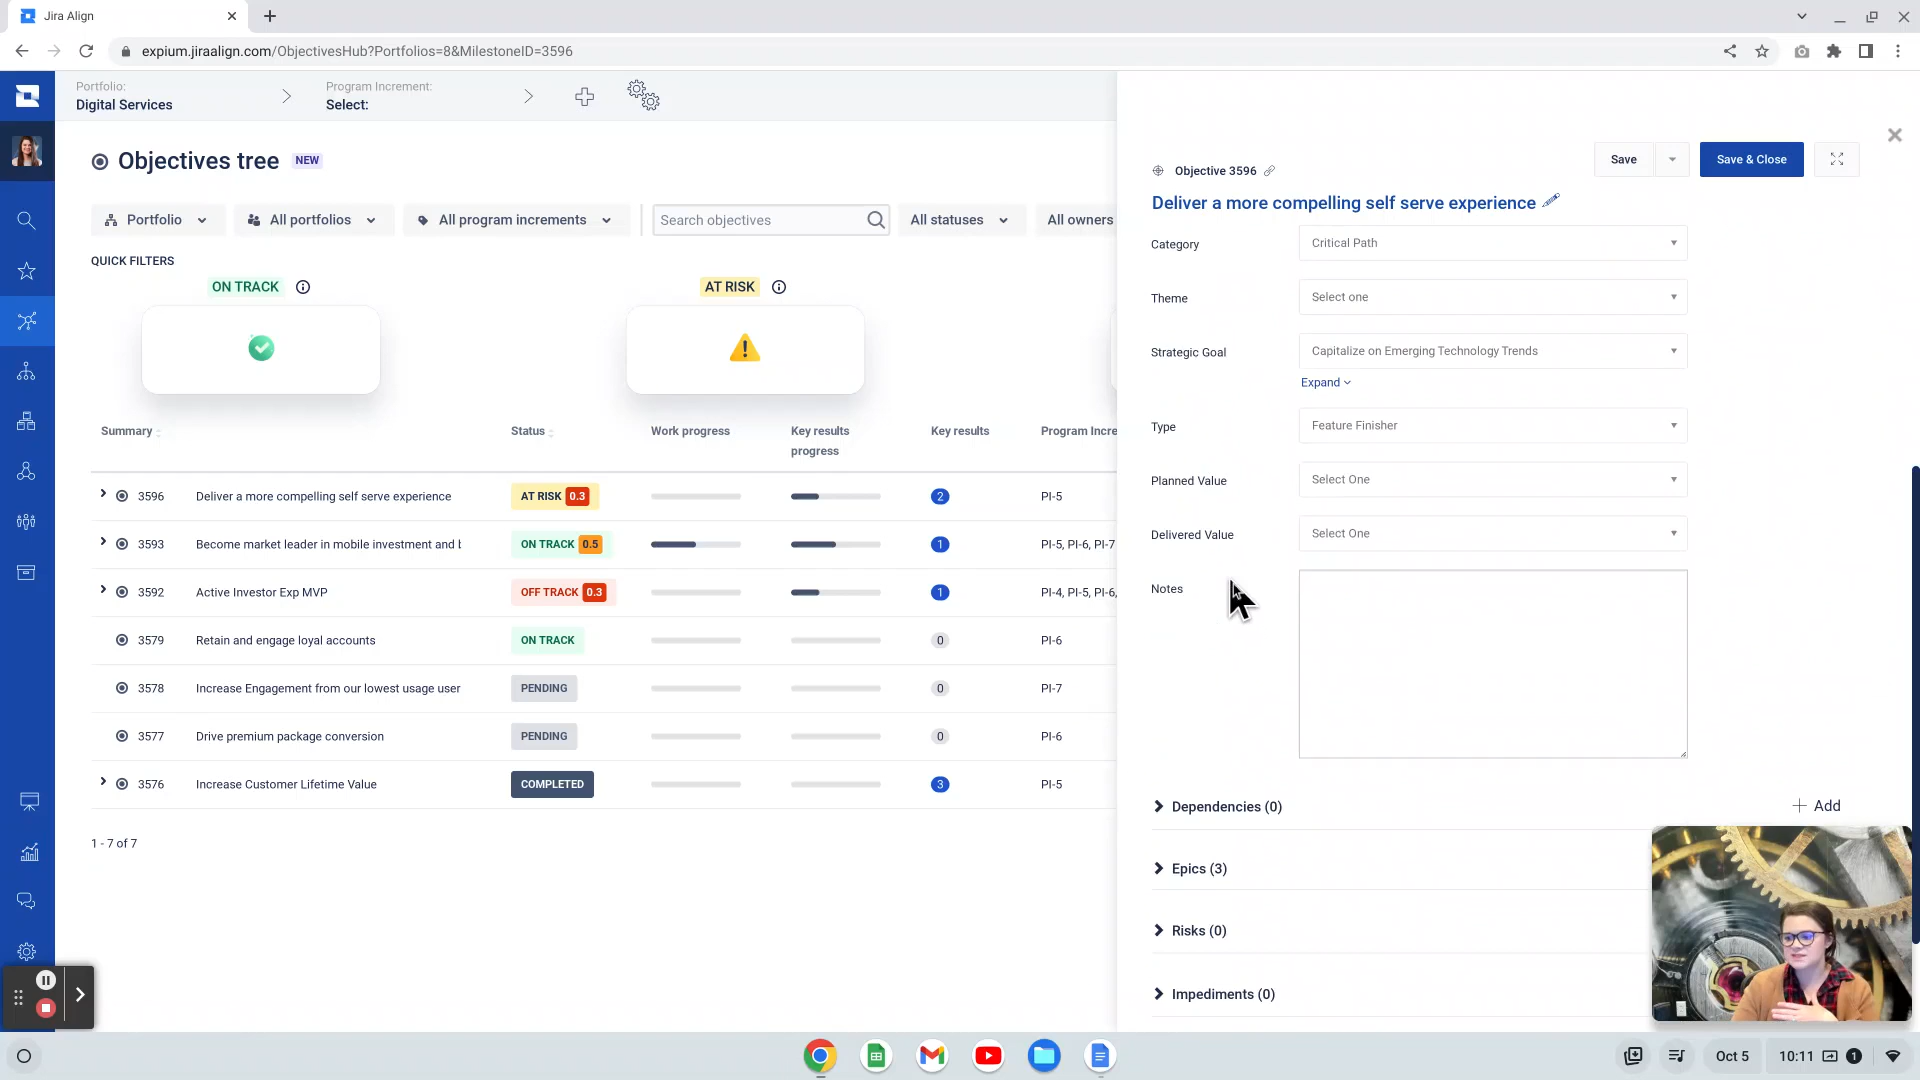 Jira Align
expium.jiraalign.com/ObjectivesHub?Portfolios=8&MilestoneID=3596
Portfolio:
Digital Services
Program Increment:
Select:
Objectives tree NEW
Portfolio
All portfolios
All program increments
Search objectives
All statuses
All owners
QUICK FILTERS
ON TRACK
AT RISK
Summary
Status
Work progress
Key results
progress
Key results
Program Incre
3596 Deliver a more compelling self serve experience AT RISK 0.3 2 PI-5
3593 Become market leader in mobile investment and b ON TRACK 0.5 1 PI-5, PI-6, PI-7
3592 Active Investor Exp MVP OFF TRACK 0.3 1 PI-4, PI-5, PI-6,
3579 Retain and engage loyal accounts ON TRACK 0 PI-6
3578 Increase Engagement from our lowest usage user PENDING 0 PI-7
3577 Drive premium package conversion PENDING 0 PI-6
3576 Increase Customer Lifetime Value COMPLETED 3 PI-5
1 - 7 of 7
Objective 3596
Save
Save & Close
Deliver a more compelling self serve experience
Category Critical Path
Theme Select one
Strategic Goal Capitalize on Emerging Technology Trends
Expand
Type Feature Finisher
Planned Value Select One
Delivered Value Select One
Notes
Dependencies (0) Add
Epics (3)
Risks (0)
Impediments (0)
Oct 5 10:11 1